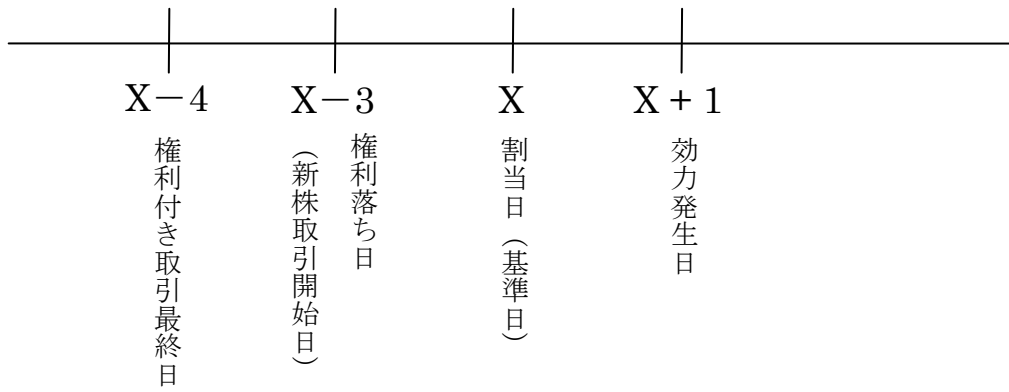 X－4
X－3
X
X＋1
権利付き取引最終日
権利落ち日
（新株取引開始日）
割当日（基準日）
効力発生日